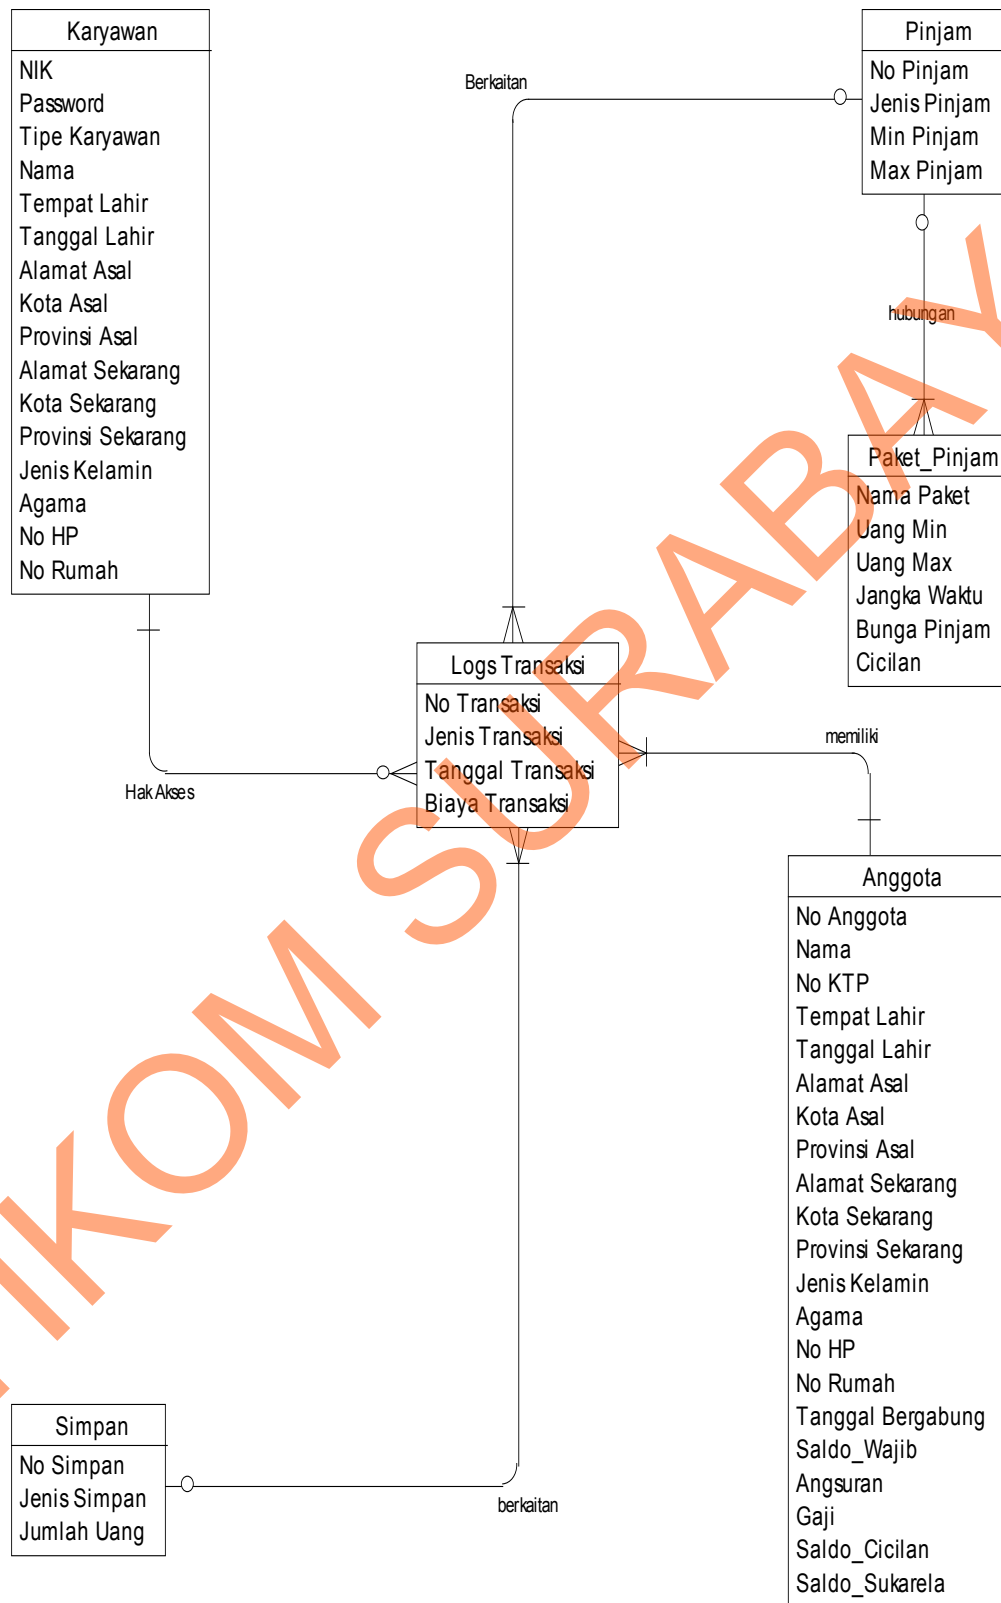 Karyawan
NIK
Password
Tipe Karyawan
Nama
Tempat Lahir
Tanggal Lahir
Alamat Asal
Kota Asal
Provinsi Asal
Alamat Sekarang
Kota Sekarang
Provinsi Sekarang
Jenis Kelamin
Agama
No HP
No Rumah
Berkaitan
Pinjam
No Pinjam
Jenis Pinjam
Min Pinjam
Max Pinjam
hubungan
Paket_Pinjam
Nama Paket
Uang Min
Uang Max
Jangka Waktu
Bunga Pinjam
Cicilan
Logs Transaksi
No Transaksi
Jenis Transaksi
Tanggal Transaksi
Biaya Transaksi
Hak Akses
memiliki
Anggota
No Anggota
Nama
No KTP
Tempat Lahir
Tanggal Lahir
Alamat Asal
Kota Asal
Provinsi Asal
Alamat Sekarang
Kota Sekarang
Provinsi Sekarang
Jenis Kelamin
Agama
No HP
No Rumah
Tanggal Bergabung
Saldo_Wajib
Angsuran
Gaji
Saldo_Cicilan
Saldo_Sukarela
Simpan
No Simpan
Jenis Simpan
Jumlah Uang
berkaitan
IKOM SURABAY